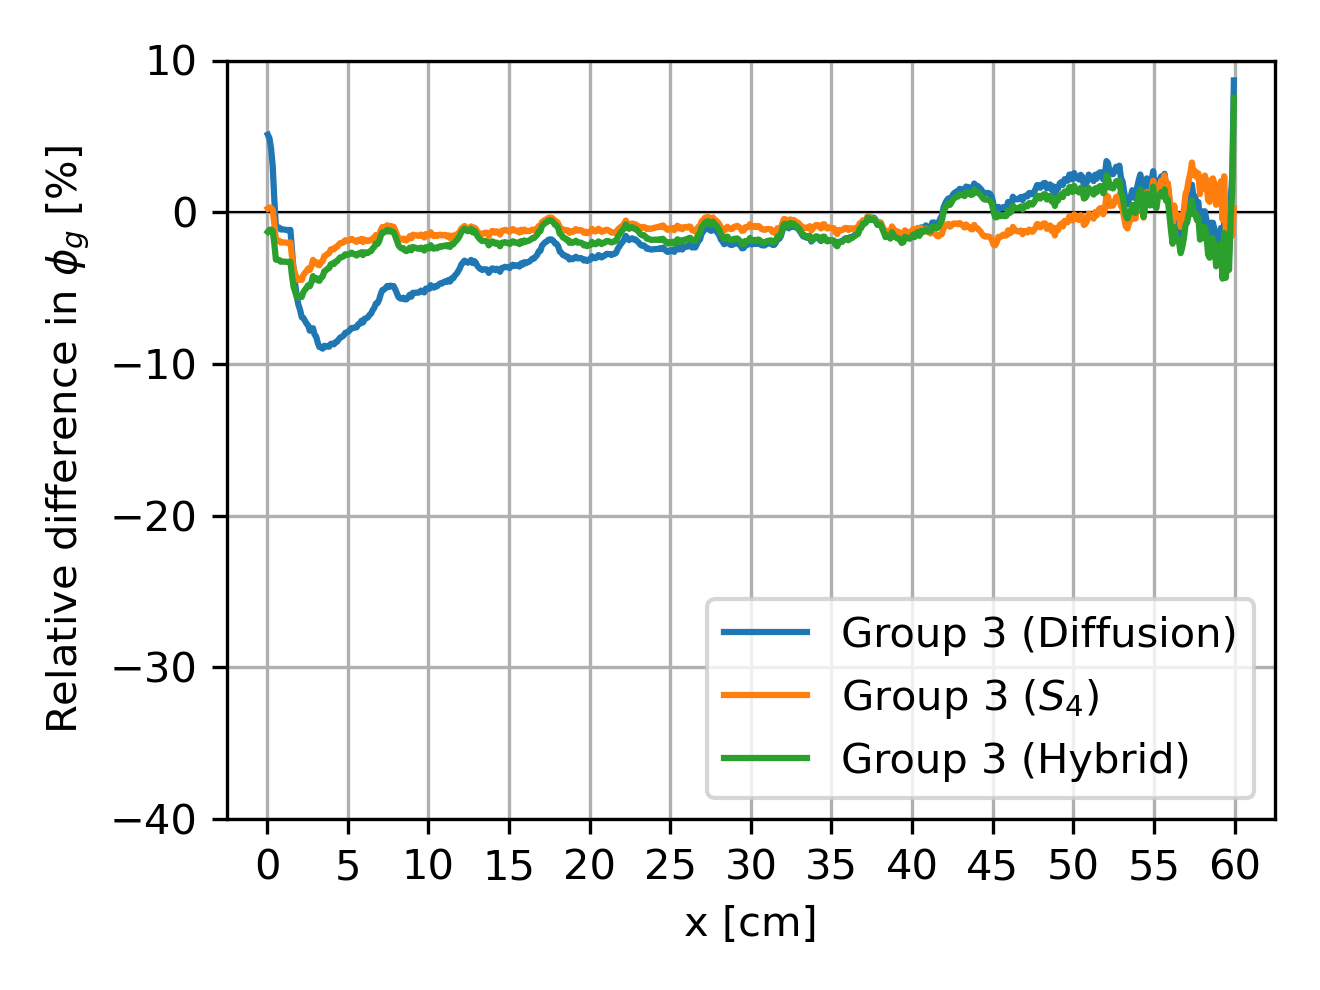 10
0
−10
−20
−30
−40
Relative difference in ϕg [%]
0 5 10 15 20 25 30 35 40 45 50 55 60
x [cm]
Group 3 (Diffusion)
Group 3 (S4)
Group 3 (Hybrid)